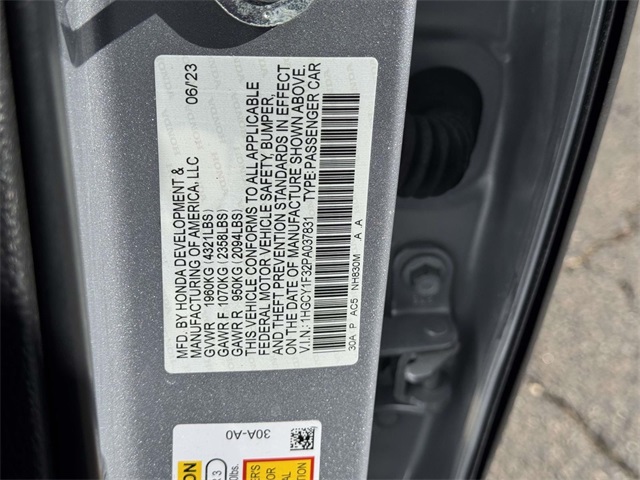 MFD. BY HONDA DEVELOPMENT & 06/23
MANUFACTURING OF AMERICA, LLC
GVWR 1960KG (4321LBS)
GAWR F 1070KG (2358LBS)
GAWR R 950KG (2094LBS)
THIS VEHICLE CONFORMS TO ALL APPLICABLE
FEDERAL MOTOR VEHICLE SAFETY, BUMPER,
AND THEFT PREVENTION STANDARDS IN EFFECT
ON THE DATE OF MANUFACTURE SHOWN ABOVE.
V.I.N.: 1HGCY1F32PA037831 TYPE:PASSENGER CAR
30A P AC5 NH830M A A
30A-A0